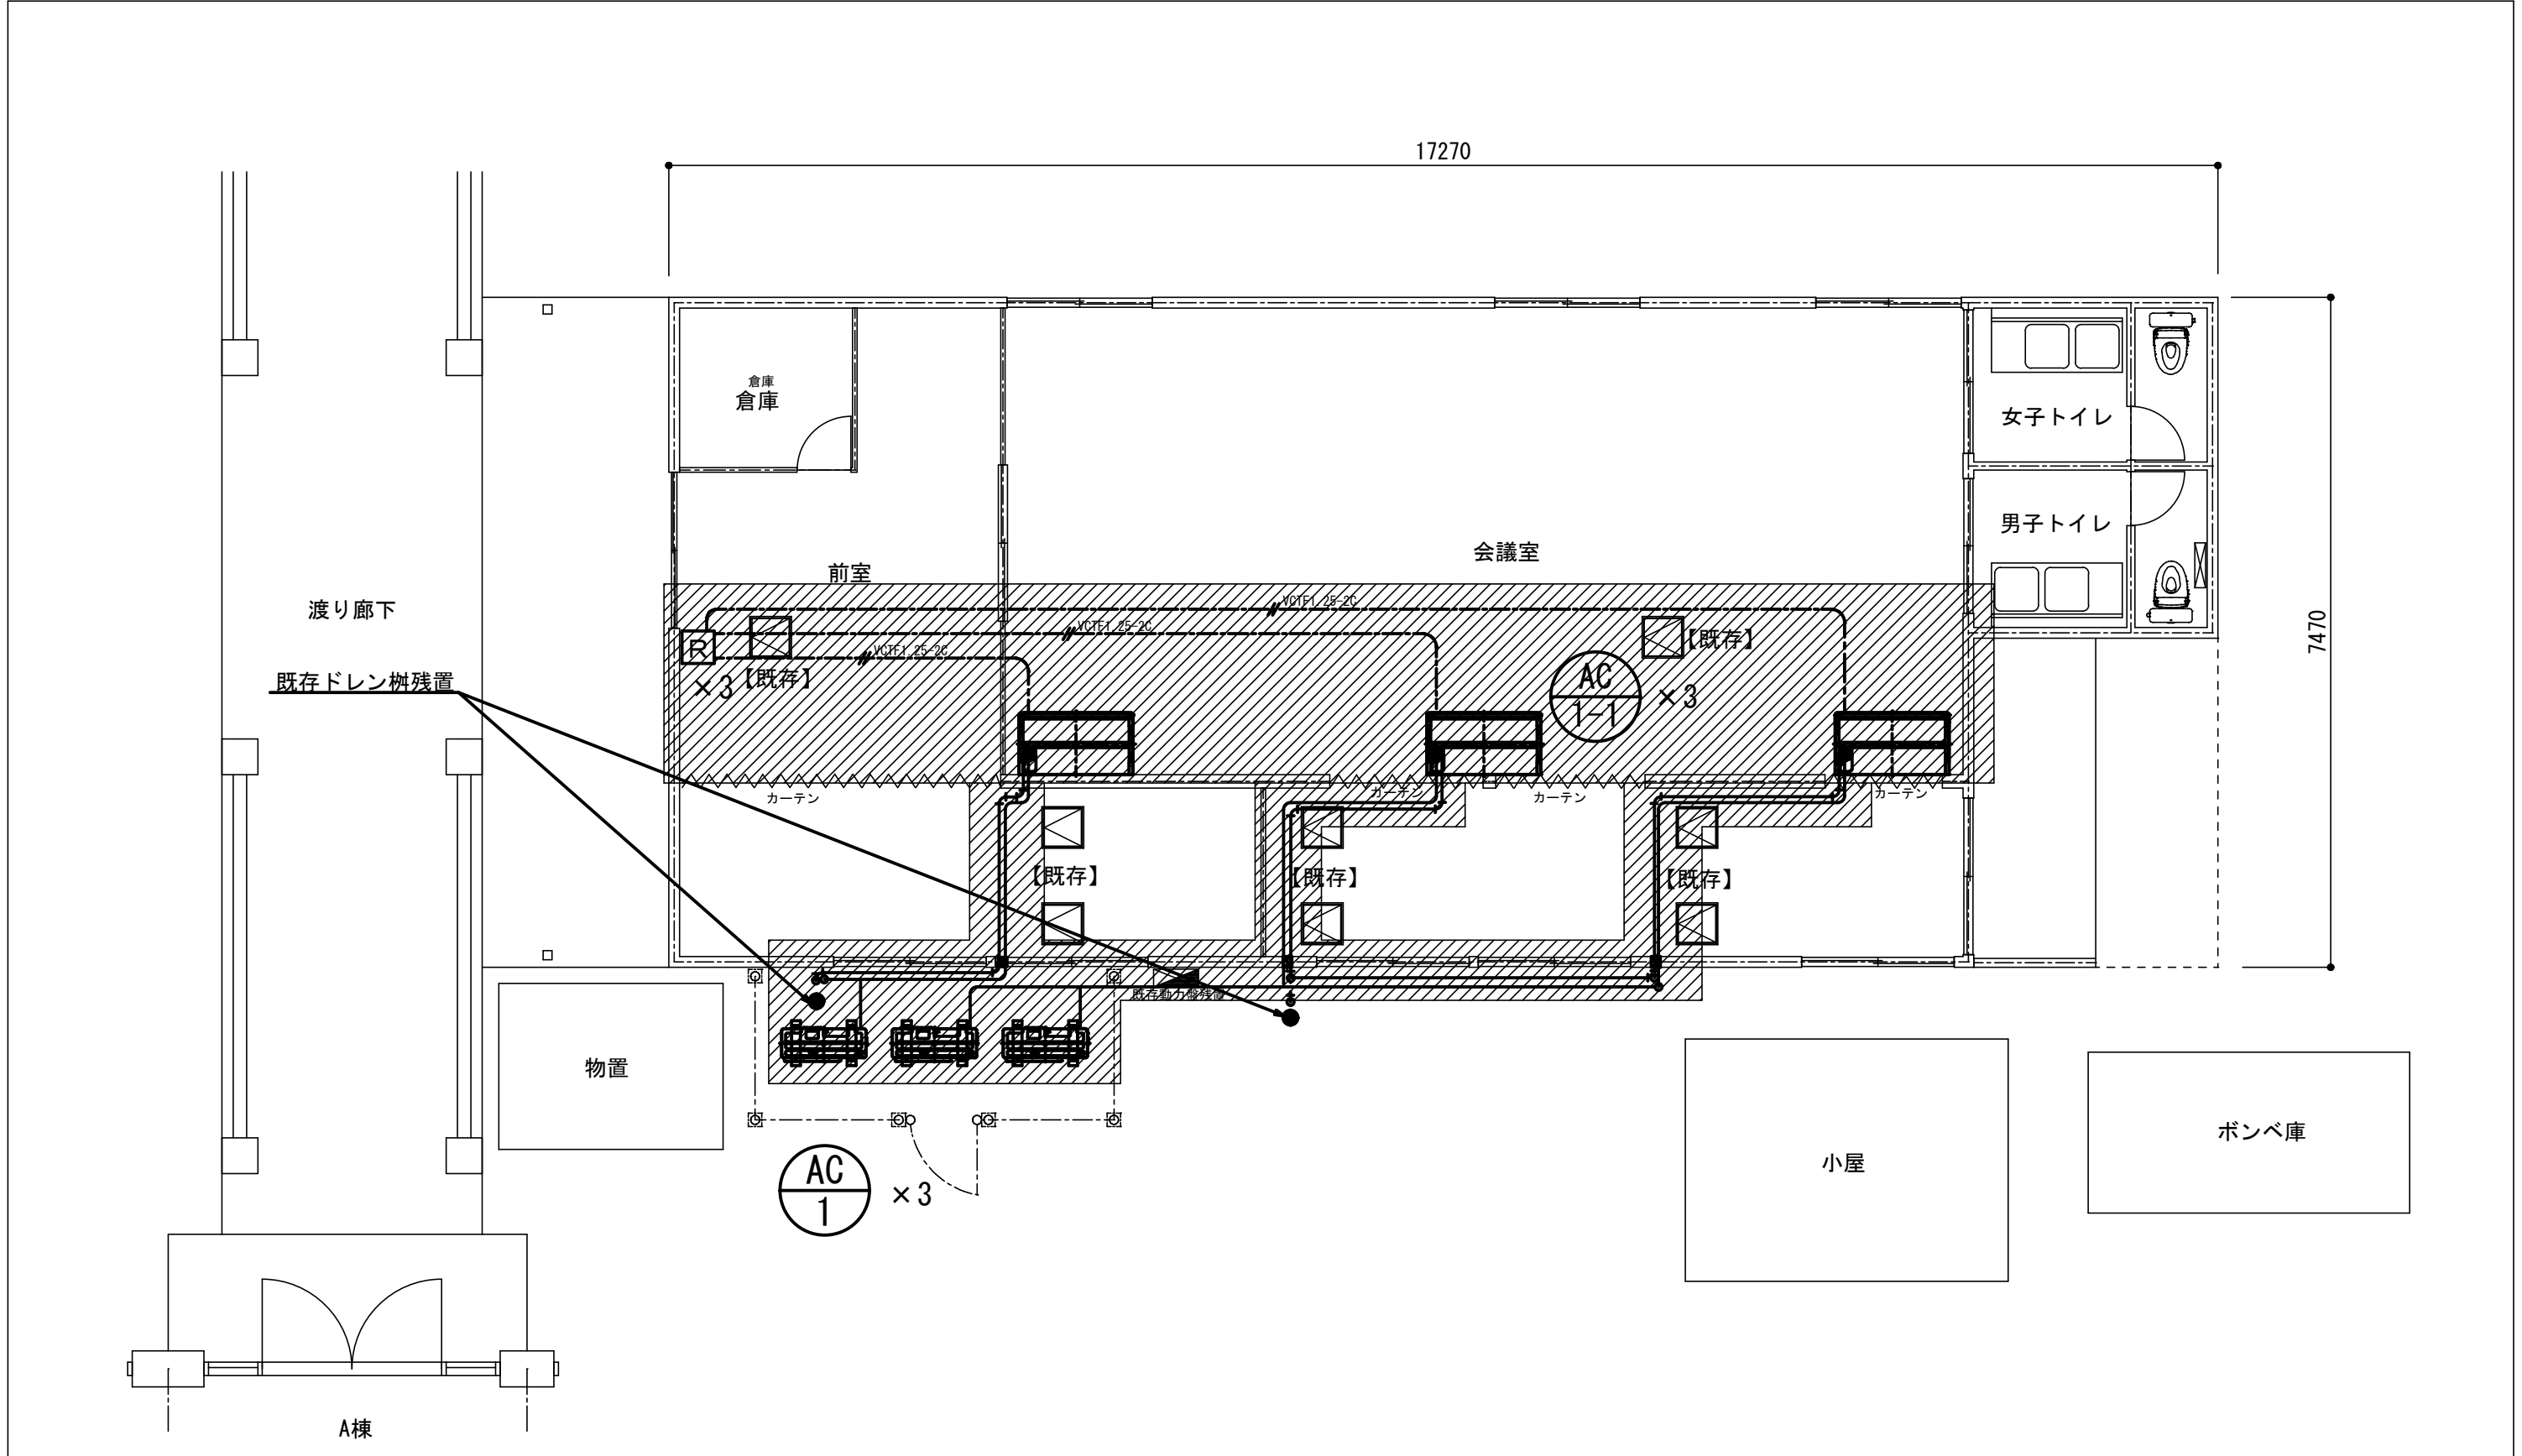 17270
倉庫
倉庫
女子トイレ
男子トイレ
会議室
前室
渡り廊下
7470
VCTF1.25-2C
VCTF1.25-2C
VCTF1.25-2C
R
×3
【既存】
【既存】
AC
1-1
×3
既存ドレン桝残置
カーテン
カーテン
カーテン
カーテン
【既存】
【既存】
【既存】
既存動力盤残置
物置
AC
1
×3
小屋
ボンベ庫
A棟